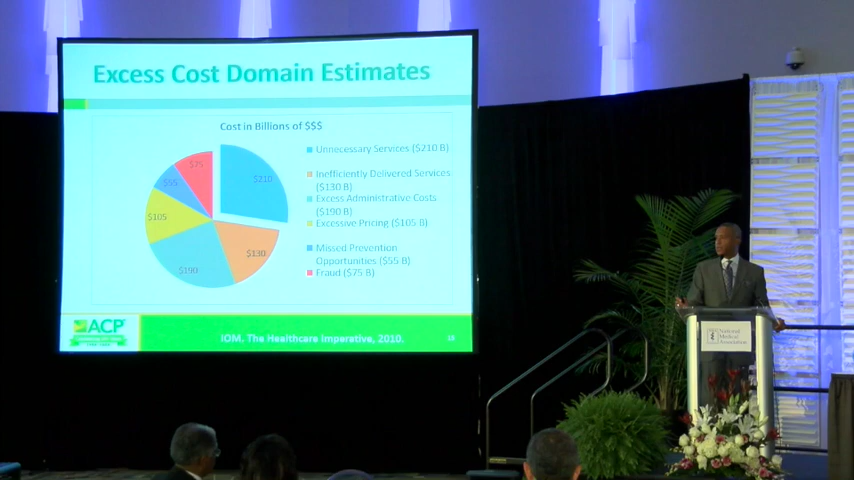 Excess Cost Domain Estimates
Cost in Billions of $$$
Unnecessary Services ($210 B)
Inefficiently Delivered Services
($130 B)
Excess Administrative Costs
($190 B)
Excessive Pricing ($105 B)
Missed Prevention
Opportunities ($55 B)
Fraud ($75 B)
$75
$210
$55
$105
$130
$190
ACP
IOM, The Healthcare Imperative, 2010.
National
Medical
Association